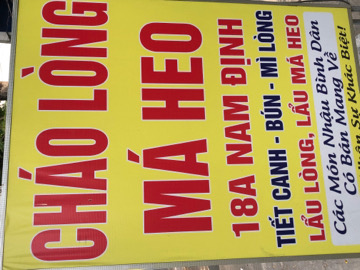 CHÁO LÒNG
MÁ HEO
18A NAM ĐỊNH
TIẾT CANH - BÚN - MÌ LÒNG
LẨU LÒNG, LẨU MÁ HEO
Các Món Nhậu Bình Dân
Có Bán Mang Về
Sự Khác Biệt!